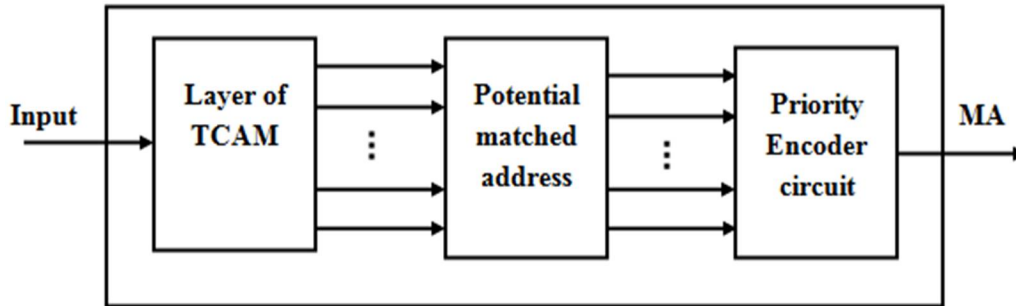 Input
Layer of
TCAM
Potential
matched
address
Priority
Encoder
circuit
MA